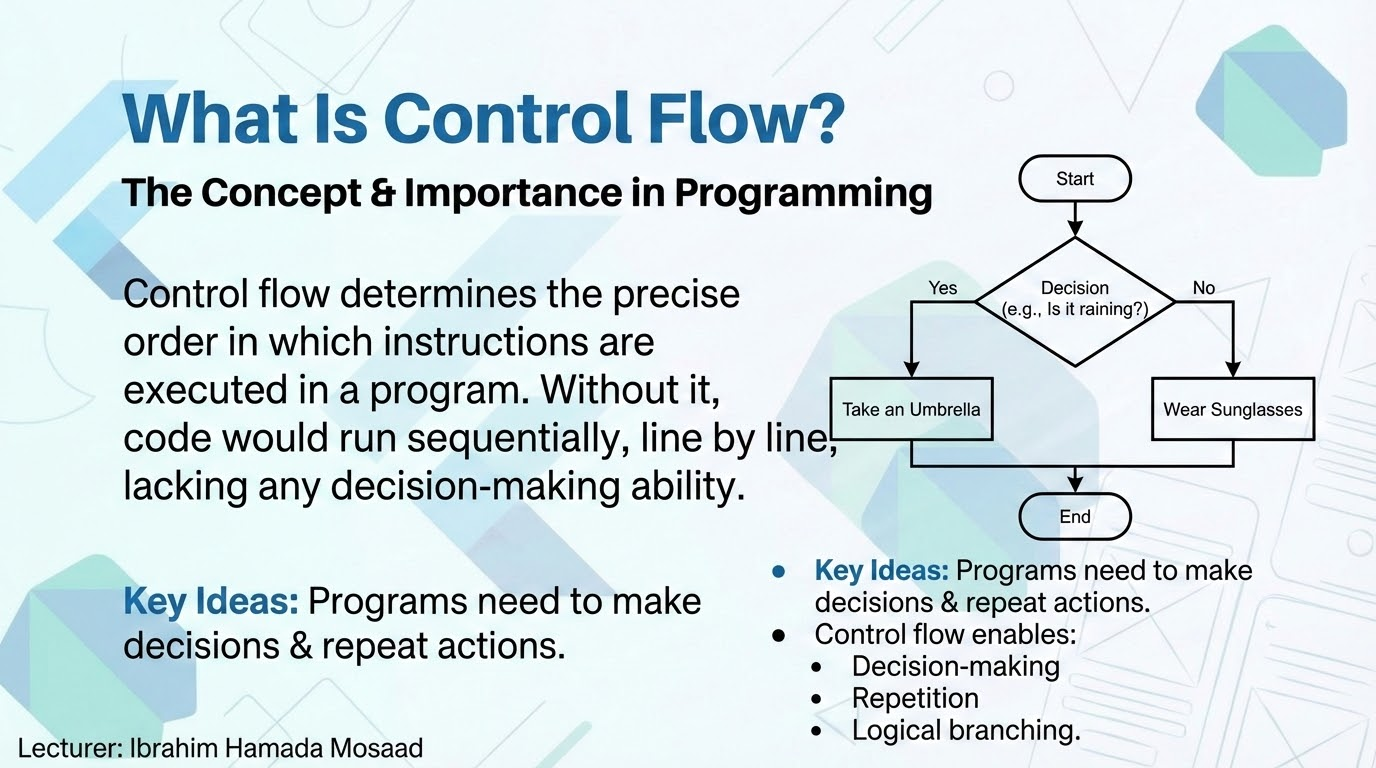 What Is Control Flow?
The Concept & Importance in Programming
Control flow determines the precise
order in which instructions are
executed in a program. Without it,
code would run sequentially, line by line,
lacking any decision-making ability.
Key Ideas: Programs need to make
decisions & repeat actions.
Start
Decision
(e.g., Is it raining?)
Yes
No
Take an Umbrella
Wear Sunglasses
End
• Key Ideas: Programs need to make
decisions & repeat actions.
• Control flow enables:
• Decision-making
• Repetition
• Logical branching.
Lecturer: Ibrahim Hamada Mosaad